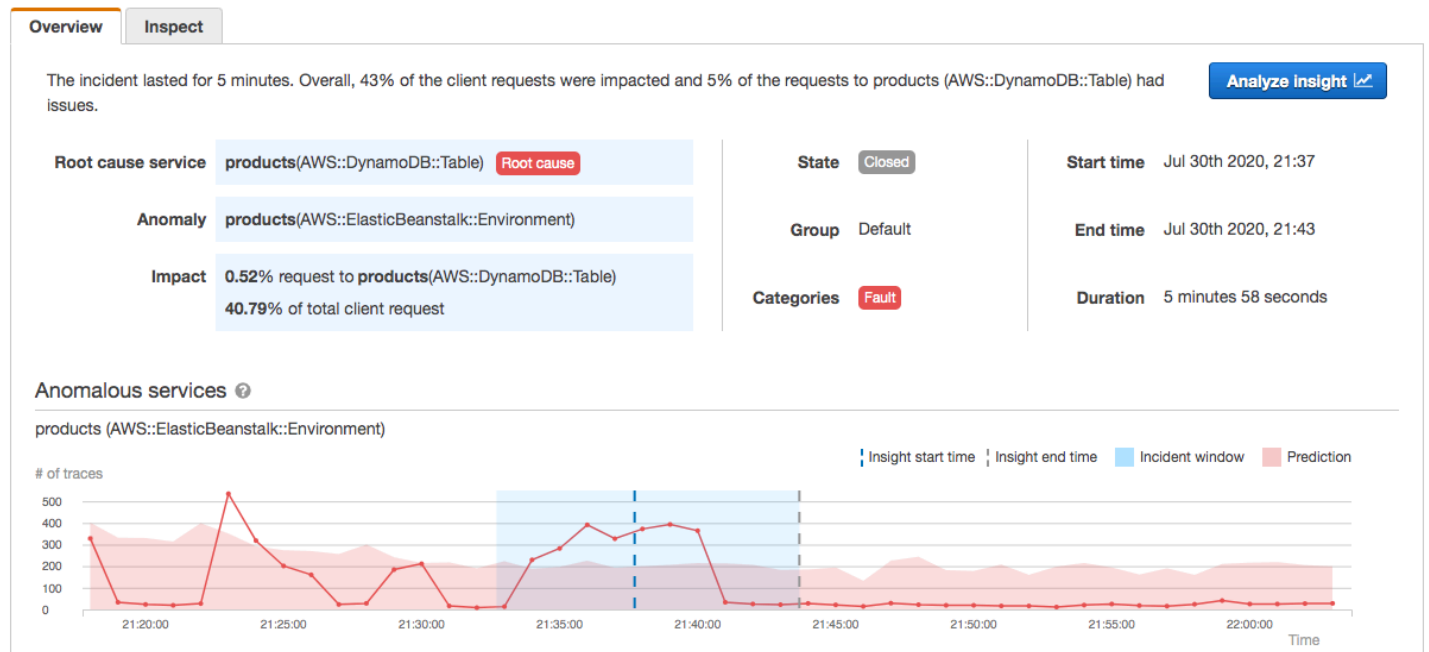 Overview Inspect
The incident lasted for 5 minutes. Overall, 43% of the client requests were impacted and 5% of the requests to products (AWS::DynamoDB::Table) had
issues.
Analyze insight
Root cause service products(AWS::DynamoDB::Table) Root cause
Anomaly products(AWS::ElasticBeanstalk::Environment)
Impact 0.52% request to products(AWS::DynamoDB::Table)
40.79% of total client request
State Closed
Group Default
Categories Fault
Start time Jul 30th 2020, 21:37
End time Jul 30th 2020, 21:43
Duration 5 minutes 58 seconds
Anomalous services ?
products (AWS::ElasticBeanstalk::Environment)
Insight start time Insight end time Incident window Prediction
# of traces
500
400
300
200
100
0
21:20:00 21:25:00 21:30:00 21:35:00 21:40:00 21:45:00 21:50:00 21:55:00 22:00:00
Time